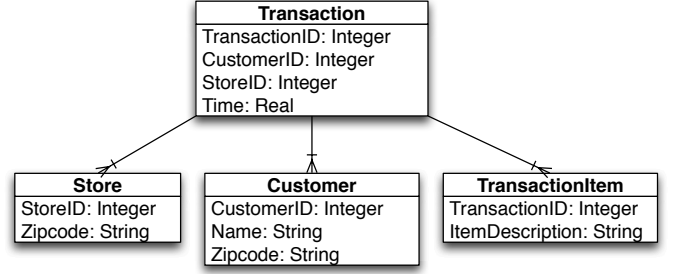 Transaction
TransactionID: Integer
CustomerID: Integer
StoreID: Integer
Time: Real
Store
StoreID: Integer
Zipcode: String
Customer
CustomerID: Integer
Name: String
Zipcode: String
TransactionItem
TransactionID: Integer
ItemDescription: String